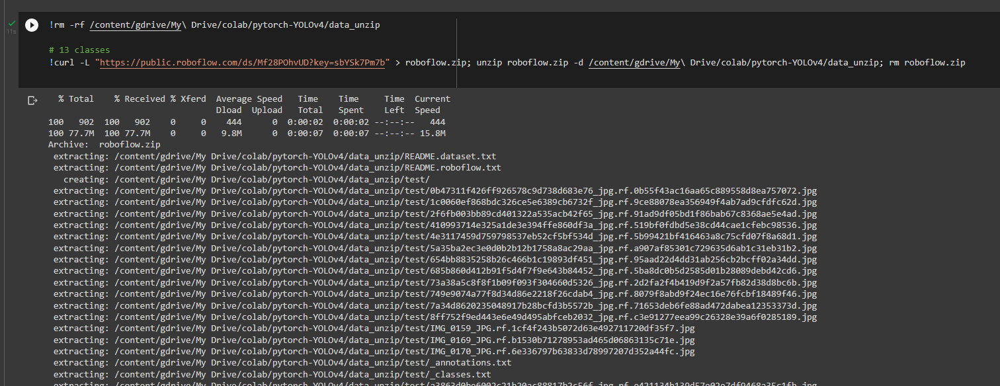 !rm -rf /content/gdrive/My\ Drive/colab/pytorch-YOLOv4/data_unzip
11s
# 13 classes
!curl -L "https://public.roboflow.com/ds/Mf28POhvUD?key=sbYSk7Pm7b" > roboflow.zip; unzip roboflow.zip -d /content/gdrive/My\ Drive/colab/pytorch-YOLOv4/data_unzip; rm roboflow.zip
% Total % Received % Xferd Average Speed Time Time Time Current
Dload Upload Total Spent Left Speed
100 902 100 902 0 0 444 0 0:00:02 0:00:02 --:--:-- 444
100 77.7M 100 77.7M 0 0 9.8M 0 0:00:07 0:00:07 --:--:-- 15.8M
Archive: roboflow.zip
extracting: /content/gdrive/My Drive/colab/pytorch-YOLOv4/data_unzip/README.dataset.txt
extracting: /content/gdrive/My Drive/colab/pytorch-YOLOv4/data_unzip/README.roboflow.txt
creating: /content/gdrive/My Drive/colab/pytorch-YOLOv4/data_unzip/test/
extracting: /content/gdrive/My Drive/colab/pytorch-YOLOv4/data_unzip/test/0b47311f426ff926578c9d738d683e76_jpg.rf.0b55f43ac16aa65c889558d8ea757072.jpg
extracting: /content/gdrive/My Drive/colab/pytorch-YOLOv4/data_unzip/test/1c0060ef868bdc326ce5e6389cb6732f_jpg.rf.9ce88078ea356949f4ab7ad9cfdfc62d.jpg
extracting: /content/gdrive/My Drive/colab/pytorch-YOLOv4/data_unzip/test/2f6fb003bb89cd401322a535acb42f65_jpg.rf.91ad9df05bd1f86bab67c8368ae5e4ad.jpg
extracting: /content/gdrive/My Drive/colab/pytorch-YOLOv4/data_unzip/test/410993714e325a1de3e394ffe860df3a_jpg.rf.519bf0fdbd5e38cd44cae1cfebc98536.jpg
extracting: /content/gdrive/My Drive/colab/pytorch-YOLOv4/data_unzip/test/4e3117459d759798537eb52cf5bf534d_jpg.rf.5b99421bf416463a8c75cfd07f8a68d1.jpg
extracting: /content/gdrive/My Drive/colab/pytorch-YOLOv4/data_unzip/test/5a35ba2ec3e0d0b2b12b1758a8ac29aa_jpg.rf.a907af85301c729635d6ab1c31eb31b2.jpg
extracting: /content/gdrive/My Drive/colab/pytorch-YOLOv4/data_unzip/test/654bb8835258b26c466b1c19893df451_jpg.rf.95aad22d4dd31ab256cb2bcff02a34dd.jpg
extracting: /content/gdrive/My Drive/colab/pytorch-YOLOv4/data_unzip/test/685b860d412b91f5d4f7f9e643b84452_jpg.rf.5ba8dc0b5d2585d01b28089debd42cd6.jpg
extracting: /content/gdrive/My Drive/colab/pytorch-YOLOv4/data_unzip/test/73a38a5c8f8f1b09f093f304660d5326_jpg.rf.2d2fa2f4b419d9f2a57fb82d38d8bc6b.jpg
extracting: /content/gdrive/My Drive/colab/pytorch-YOLOv4/data_unzip/test/749e9074a77f8d34d86e2218f26cdab4_jpg.rf.8079f8abd9f24ec16e76fcbf18489f46.jpg
extracting: /content/gdrive/My Drive/colab/pytorch-YOLOv4/data_unzip/test/7a34d8620235048917b28bcfd3b5572b_jpg.rf.71653deb6fe88ad472dabea12353373d.jpg
extracting: /content/gdrive/My Drive/colab/pytorch-YOLOv4/data_unzip/test/8ff752f9ed443e6e49d495abfceb2032_jpg.rf.c3e91277eea99c26328e39a6f0285189.jpg
extracting: /content/gdrive/My Drive/colab/pytorch-YOLOv4/data_unzip/test/IMG_0159_JPG.rf.1cf4f243b5072d63e492711720df35f7.jpg
extracting: /content/gdrive/My Drive/colab/pytorch-YOLOv4/data_unzip/test/IMG_0169_JPG.rf.b1530b71278953ad465d06863135c71e.jpg
extracting: /content/gdrive/My Drive/colab/pytorch-YOLOv4/data_unzip/test/IMG_0170_JPG.rf.6e336797b63833d78997207d352a44fc.jpg
extracting: /content/gdrive/My Drive/colab/pytorch-YOLOv4/data_unzip/test/_annotations.txt
extracting: /content/gdrive/My Drive/colab/pytorch-YOLOv4/data_unzip/test/_classes.txt
extracting: /content/gdrive/My Drive/colab/pytorch-YOLOv4/data_unzip/